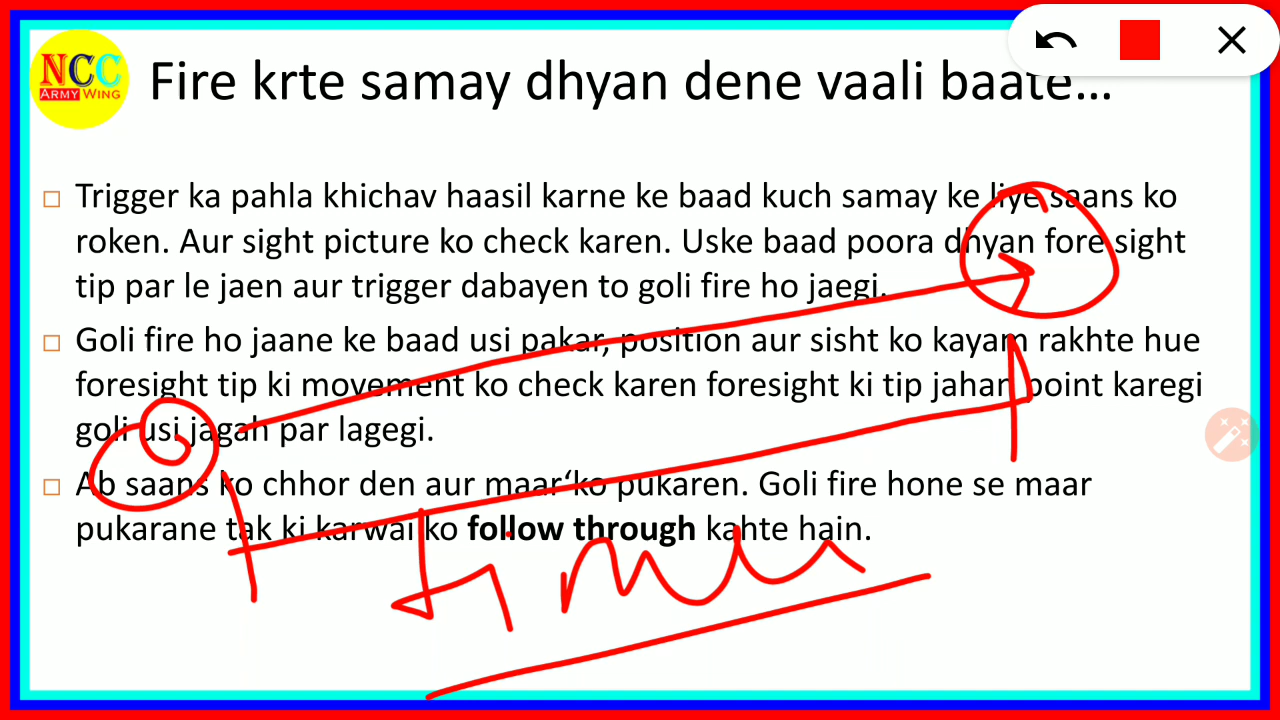 NCC
ARMY WING
Fire krte samay dhyan dene vaali baate...
Trigger ka pahla khichav haasil karne ke baad kuch samay ke liye saans ko
roken. Aur sight picture ko check karen. Uske baad poora dhyan fore sight
tip par le jaen aur trigger dabayen to goli fire ho jaegi.
Goli fire ho jaane ke baad usi pakar, position aur sisht ko kayam rakhte hue
foresight tip ki movement ko check karen foresight ki tip jahan point karegi
goli usi jagah par lagegi.
Ab saans ko chhor den aur maar‘ko pukaren. Goli fire hone se maar
pukarane tak ki karwai ko follow through kahte hain.